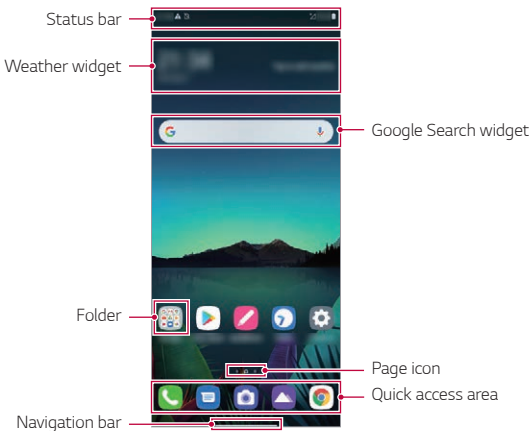 Status bar
Weather widget
Google Search widget
Folder
Page icon
Quick access area
Navigation bar